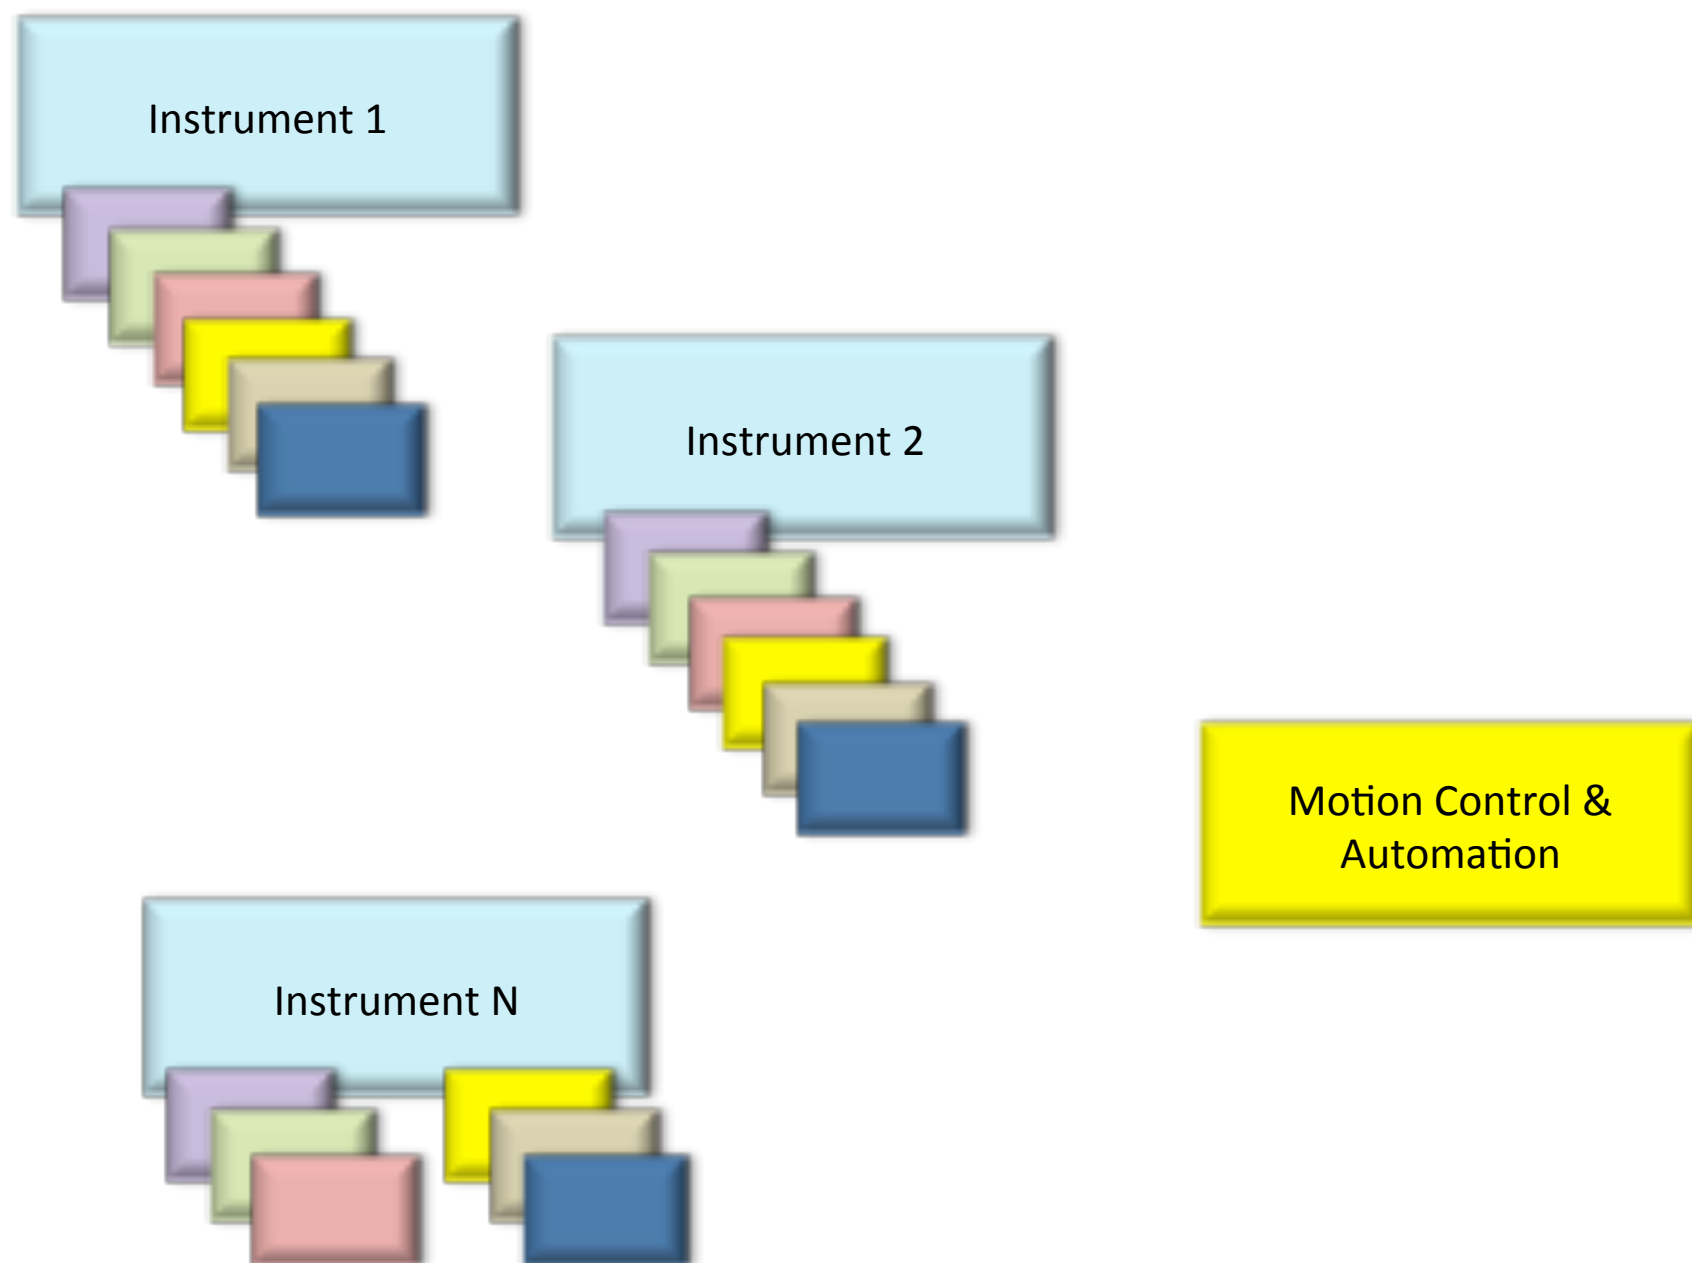 Instrument 1
Instrument 2
Motion Control &
Automation
Instrument N